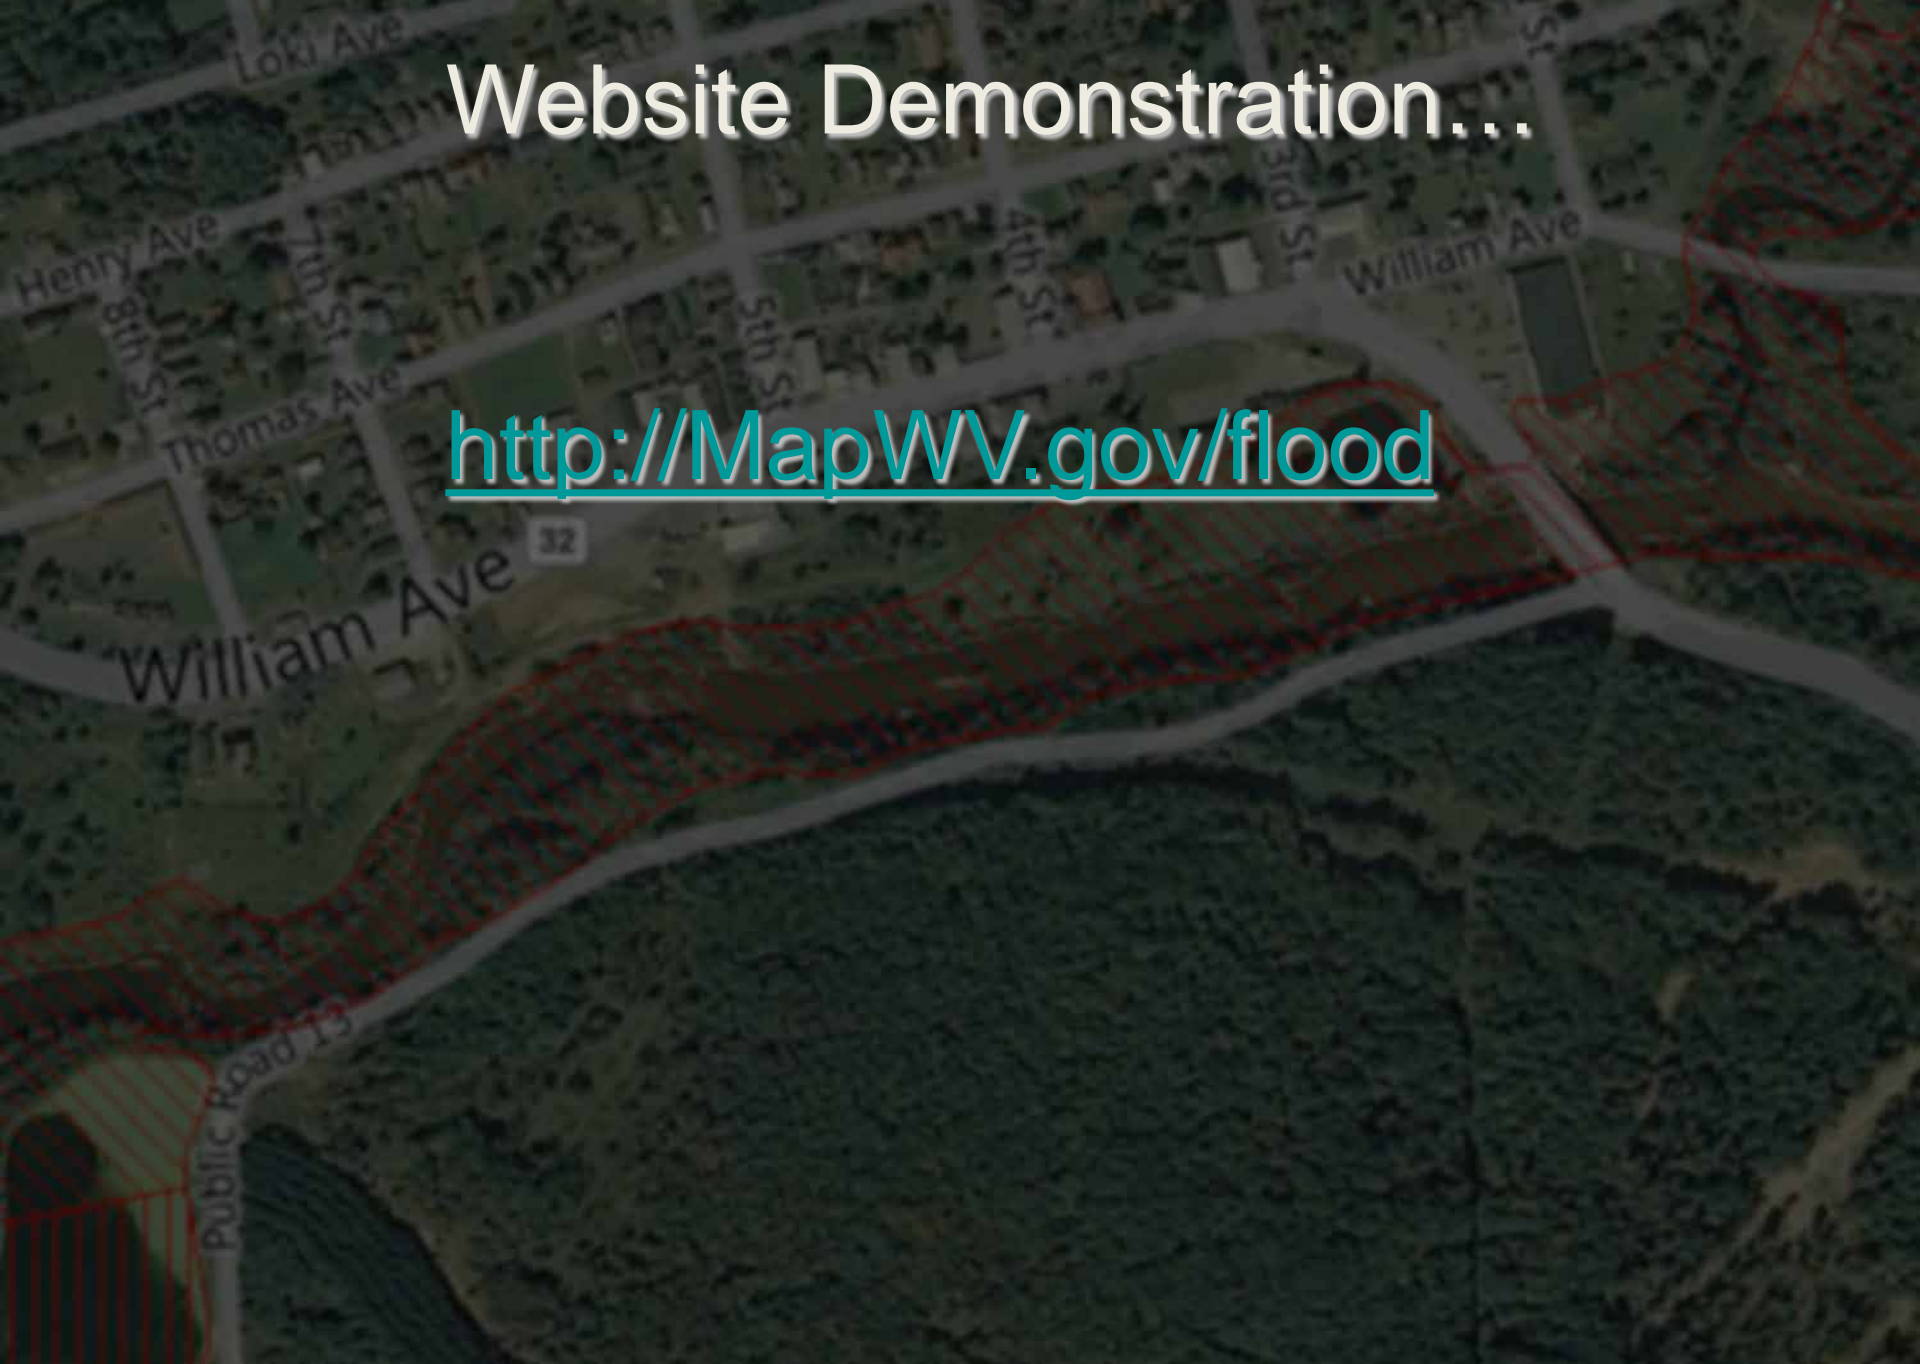 Loki Ave
Website Demonstration…
St
Henry Ave
7th St
8th St
5th St
4th St
3rd St
William Ave
Thomas Ave
http://MapWV.gov/flood
32
William Ave
Public Road 13